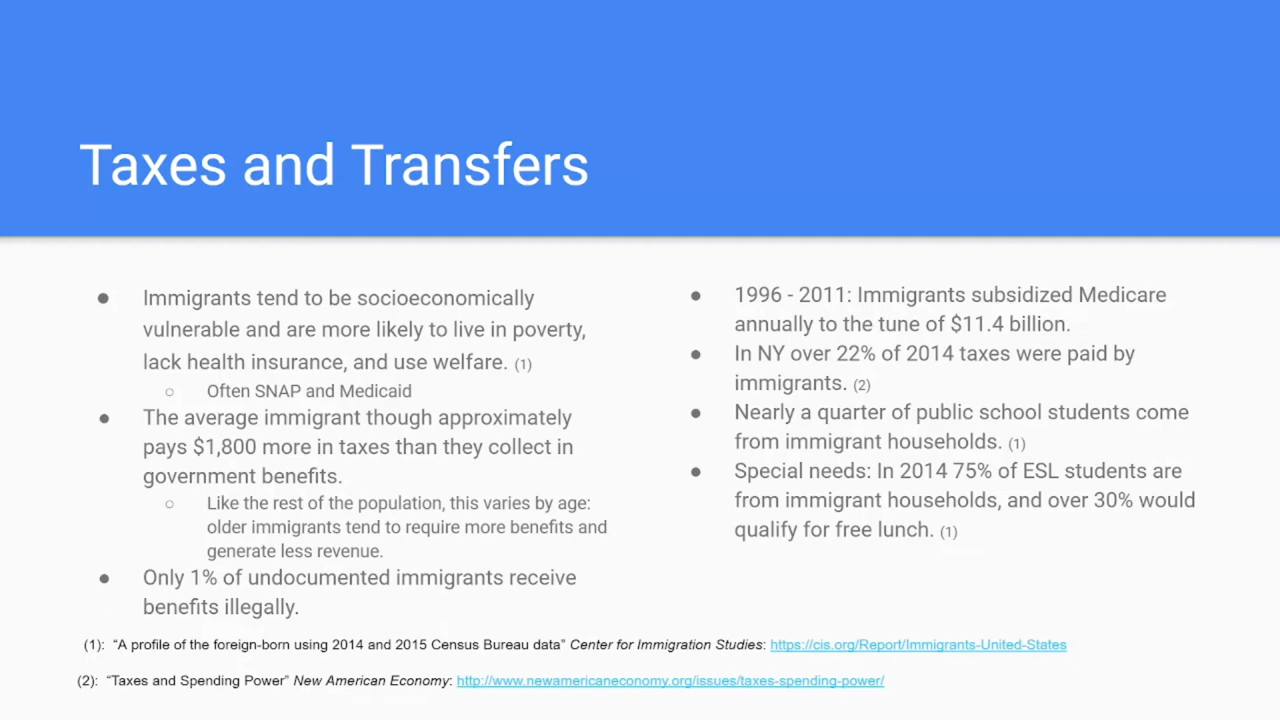 Taxes and Transfers
● Immigrants tend to be socioeconomically
vulnerable and are more likely to live in poverty,
lack health insurance, and use welfare. (1)
○ Often SNAP and Medicaid
● The average immigrant though approximately
pays $1,800 more in taxes than they collect in
government benefits.
○ Like the rest of the population, this varies by age:
older immigrants tend to require more benefits and
generate less revenue.
● Only 1% of undocumented immigrants receive
benefits illegally.
● 1996 - 2011: Immigrants subsidized Medicare
annually to the tune of $11.4 billion.
● In NY over 22% of 2014 taxes were paid by
immigrants. (2)
● Nearly a quarter of public school students come
from immigrant households. (1)
● Special needs: In 2014 75% of ESL students are
from immigrant households, and over 30% would
qualify for free lunch. (1)
(1): “A profile of the foreign-born using 2014 and 2015 Census Bureau data” Center for Immigration Studies: https://cis.org/Report/Immigrants-United-States
(2): “Taxes and Spending Power” New American Economy: http://www.newamericaneconomy.org/issues/taxes-spending-power/